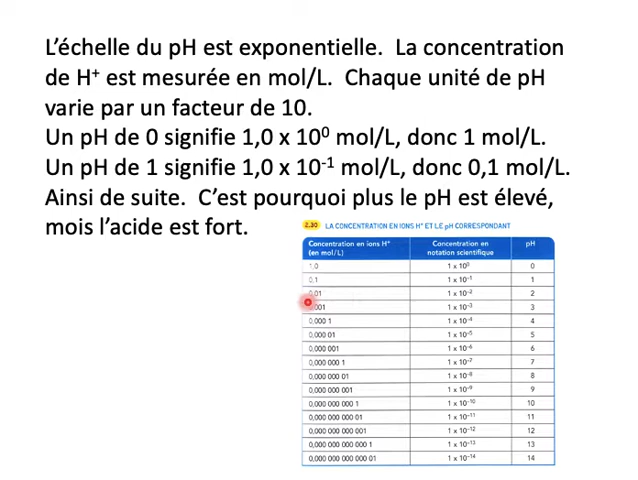 L'échelle du pH est exponentielle. La concentration
de H⁺ est mesurée en mol/L. Chaque unité de pH
varie par un facteur de 10.
Un pH de 0 signifie 1,0 x 10⁰ mol/L, donc 1 mol/L.
Un pH de 1 signifie 1,0 x 10⁻¹ mol/L, donc 0,1 mol/L.
Ainsi de suite. C'est pourquoi plus le pH est élevé,
mois l'acide est fort.
2.30 LA CONCENTRATION EN IONS H⁺ ET LE pH CORRESPONDANT
Concentration en ions H⁺ (en mol/L) Concentration en notation scientifique pH
1,0 1 x 10⁰ 0
0,1 1 x 10⁻¹ 1
0,01 1 x 10⁻² 2
001 1 x 10⁻³ 3
0,000 1 1 x 10⁻⁴ 4
0,000 01 1 x 10⁻⁵ 5
0,000 001 1 x 10⁻⁶ 6
0,000 000 1 1 x 10⁻⁷ 7
0,000 000 01 1 x 10⁻⁸ 8
0,000 000 001 1 x 10⁻⁹ 9
0,000 000 000 1 1 x 10⁻¹⁰ 10
0,000 000 000 01 1 x 10⁻¹¹ 11
0,000 000 000 001 1 x 10⁻¹² 12
0,000 000 000 000 1 1 x 10⁻¹³ 13
0,000 000 000 000 01 1 x 10⁻¹⁴ 14